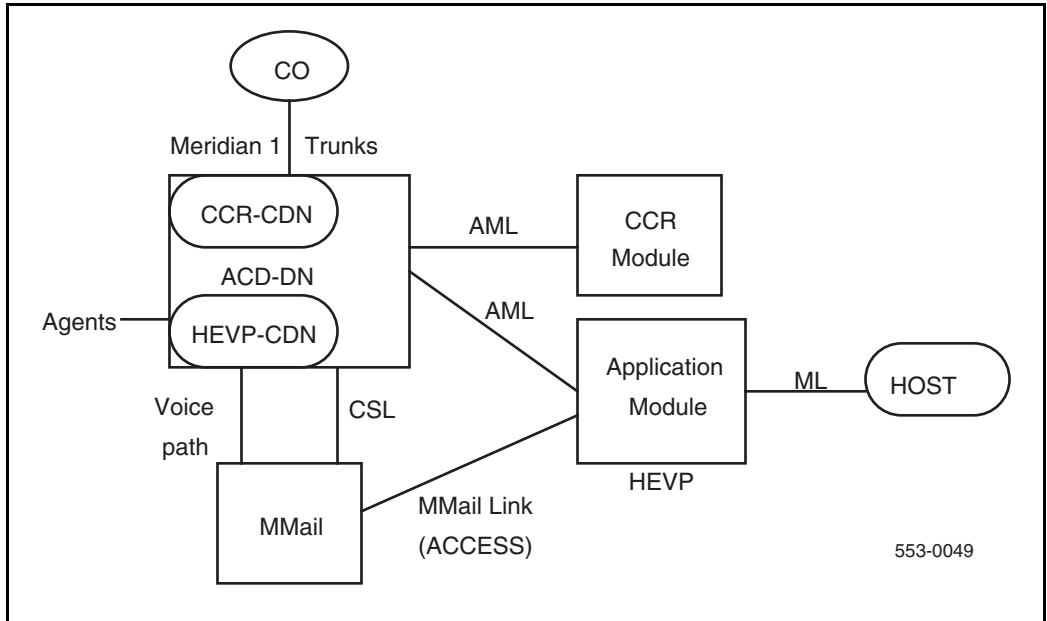 CO
Meridian 1 Trunks
CCR-CDN
ACD-DN
HEVP-CDN
Agents
AML
CCR
Module
AML
Application
Module
HEVP
ML
HOST
Voice
path
CSL
MMail
MMail Link
(ACCESS)
553-0049